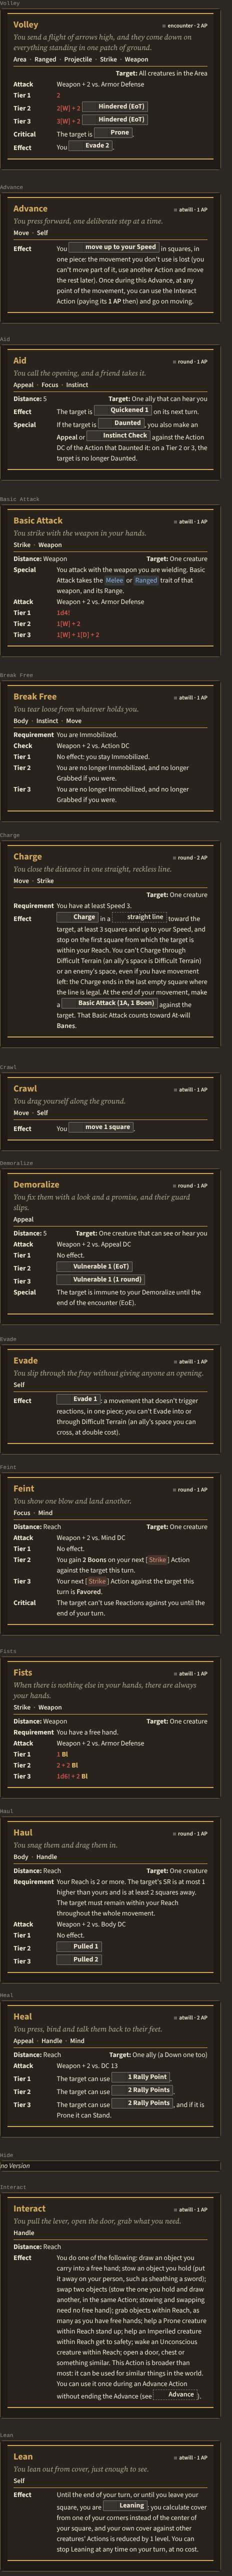 Volley
Volley encounter · 2 AP
You send a flight of arrows high, and they come down on
everything standing in one patch of ground.
Area · Ranged · Projectile · Strike · Weapon
Target: All creatures in the Area
Attack Weapon + 2 vs. Armor Defense
Tier 1 2
Tier 2 2[W] + 2 Hindered (EoT)
Tier 3 3[W] + 2 Hindered (EoT)
Critical The target is Prone.
Effect You Evade 2.
Advance
Advance atwill · 1 AP
You press forward, one deliberate step at a time.
Move · Self
Effect You move up to your Speed in squares, in
one piece: the movement you don't use is lost (you
can't move part of it, use another Action and move
the rest later). Once during this Advance, at any
point of the movement, you can use the Interact
Action (paying its 1 AP then) and go on moving.
Aid
Aid round · 1 AP
You call the opening, and a friend takes it.
Appeal · Focus · Instinct
Distance: 5 Target: One ally that can hear you
Effect The target is Quickened 1 on its next turn.
Special If the target is Daunted, you also make an
Appeal or Instinct Check against the Action
DC of the Action that Daunted it: on a Tier 2 or 3, the
target is no longer Daunted.
Basic Attack
Basic Attack atwill · 1 AP
You strike with the weapon in your hands.
Strike · Weapon
Distance: Weapon Target: One creature
Special You attack with the weapon you are wielding. Basic
Attack takes the Melee or Ranged trait of that
weapon, and its Range.
Attack Weapon + 2 vs. Armor Defense
Tier 1 1d4!
Tier 2 1[W] + 2
Tier 3 1[W] + 1[D] + 2
Break Free
Break Free atwill · 1 AP
You tear loose from whatever holds you.
Body · Instinct · Move
Requirement You are Immobilized.
Check Weapon + 2 vs. Action DC
Tier 1 No effect: you stay Immobilized.
Tier 2 You are no longer Immobilized, and no longer
Grabbed if you were.
Tier 3 You are no longer Immobilized, and no longer
Grabbed if you were.
Charge
Charge round · 2 AP
You close the distance in one straight, reckless line.
Move · Strike
Target: One creature
Requirement You have at least Speed 3.
Effect Charge in a straight line toward the
target, at least 3 squares and up to your Speed, and
stop on the first square from which the target is
within your Reach. You can't Charge through
Difficult Terrain (an ally's space is Difficult Terrain)
or an enemy's space, even if you have movement
left: the Charge ends in the last empty square where
the line is legal. At the end of your movement, make
a Basic Attack (1A, 1 Boon) against the
target. That Basic Attack counts toward At-will
Banes.
Crawl
Crawl atwill · 1 AP
You drag yourself along the ground.
Move · Self
Effect You move 1 square.
Demoralize
Demoralize round · 1 AP
You fix them with a look and a promise, and their guard
slips.
Appeal
Distance: 5 Target: One creature that can see or hear you
Attack Weapon + 2 vs. Appeal DC
Tier 1 No effect.
Tier 2 Vulnerable 1 (EoT)
Tier 3 Vulnerable 1 (1 round)
Special The target is immune to your Demoralize until the
end of the encounter (EoE).
Evade
Evade atwill · 1 AP
You slip through the fray without giving anyone an opening.
Self
Effect Evade 1: a movement that doesn't trigger
reactions, in one piece; you can't Evade into or
through Difficult Terrain (an ally's space you can
cross, at double cost).
Feint
Feint round · 1 AP
You show one blow and land another.
Focus · Mind
Distance: Reach Target: One creature
Attack Weapon + 2 vs. Mind DC
Tier 1 No effect.
Tier 2 You gain 2 Boons on your next [Strike] Action
against the target this turn.
Tier 3 Your next [Strike] Action against the target this
turn is Favored.
Critical The target can't use Reactions against you until the
end of your turn.
Fists
Fists atwill · 1 AP
When there is nothing else in your hands, there are always
your hands.
Strike · Weapon
Distance: Weapon Target: One creature
Requirement You have a free hand.
Attack Weapon + 2 vs. Armor Defense
Tier 1 1 Bl
Tier 2 2 + 2 Bl
Tier 3 1d6! + 2 Bl
Haul
Haul round · 1 AP
You snag them and drag them in.
Body · Handle
Distance: Reach Target: One creature
Requirement Your Reach is 2 or more. The target's SR is at most 1
higher than yours and is at least 2 squares away.
The target must remain within your Reach
throughout the whole movement.
Attack Weapon + 2 vs. Body DC
Tier 1 No effect.
Tier 2 Pulled 1
Tier 3 Pulled 2
Heal
Heal atwill · 2 AP
You press, bind and talk them back to their feet.
Appeal · Handle · Mind
Distance: Reach Target: One ally (a Down one too)
Attack Weapon + 2 vs. DC 13
Tier 1 The target can use 1 Rally Point.
Tier 2 The target can use 2 Rally Points.
Tier 3 The target can use 2 Rally Points, and if it is
Prone it can Stand.
Hide
no Version
Interact
Interact atwill · 1 AP
You pull the lever, open the door, grab what you need.
Handle
Distance: Reach
Effect You do one of the following: draw an object you
carry into a free hand; stow an object you hold (put
it away on your person, such as sheathing a sword);
swap two objects (stow the one you hold and draw
another, in the same Action; stowing and swapping
need no free hand); grab objects within Reach, as
many as you have free hands; help a Prone creature
within Reach stand up; help an Imperiled creature
within Reach get to safety; wake an Unconscious
creature within Reach; open a door, chest or
something similar. This Action is broader than
most: it can be used for similar things in the world.
You can use it once during an Advance Action
without ending the Advance (see Advance).
Lean
Lean atwill · 1 AP
You lean out from cover, just enough to see.
Self
Effect Until the end of your turn, or until you leave your
square, you are Leaning: you calculate cover
from one of your corners instead of the center of
your square, and your own cover against other
creatures' Actions is reduced by 1 level. You can
stop Leaning at any time on your turn, at no cost.